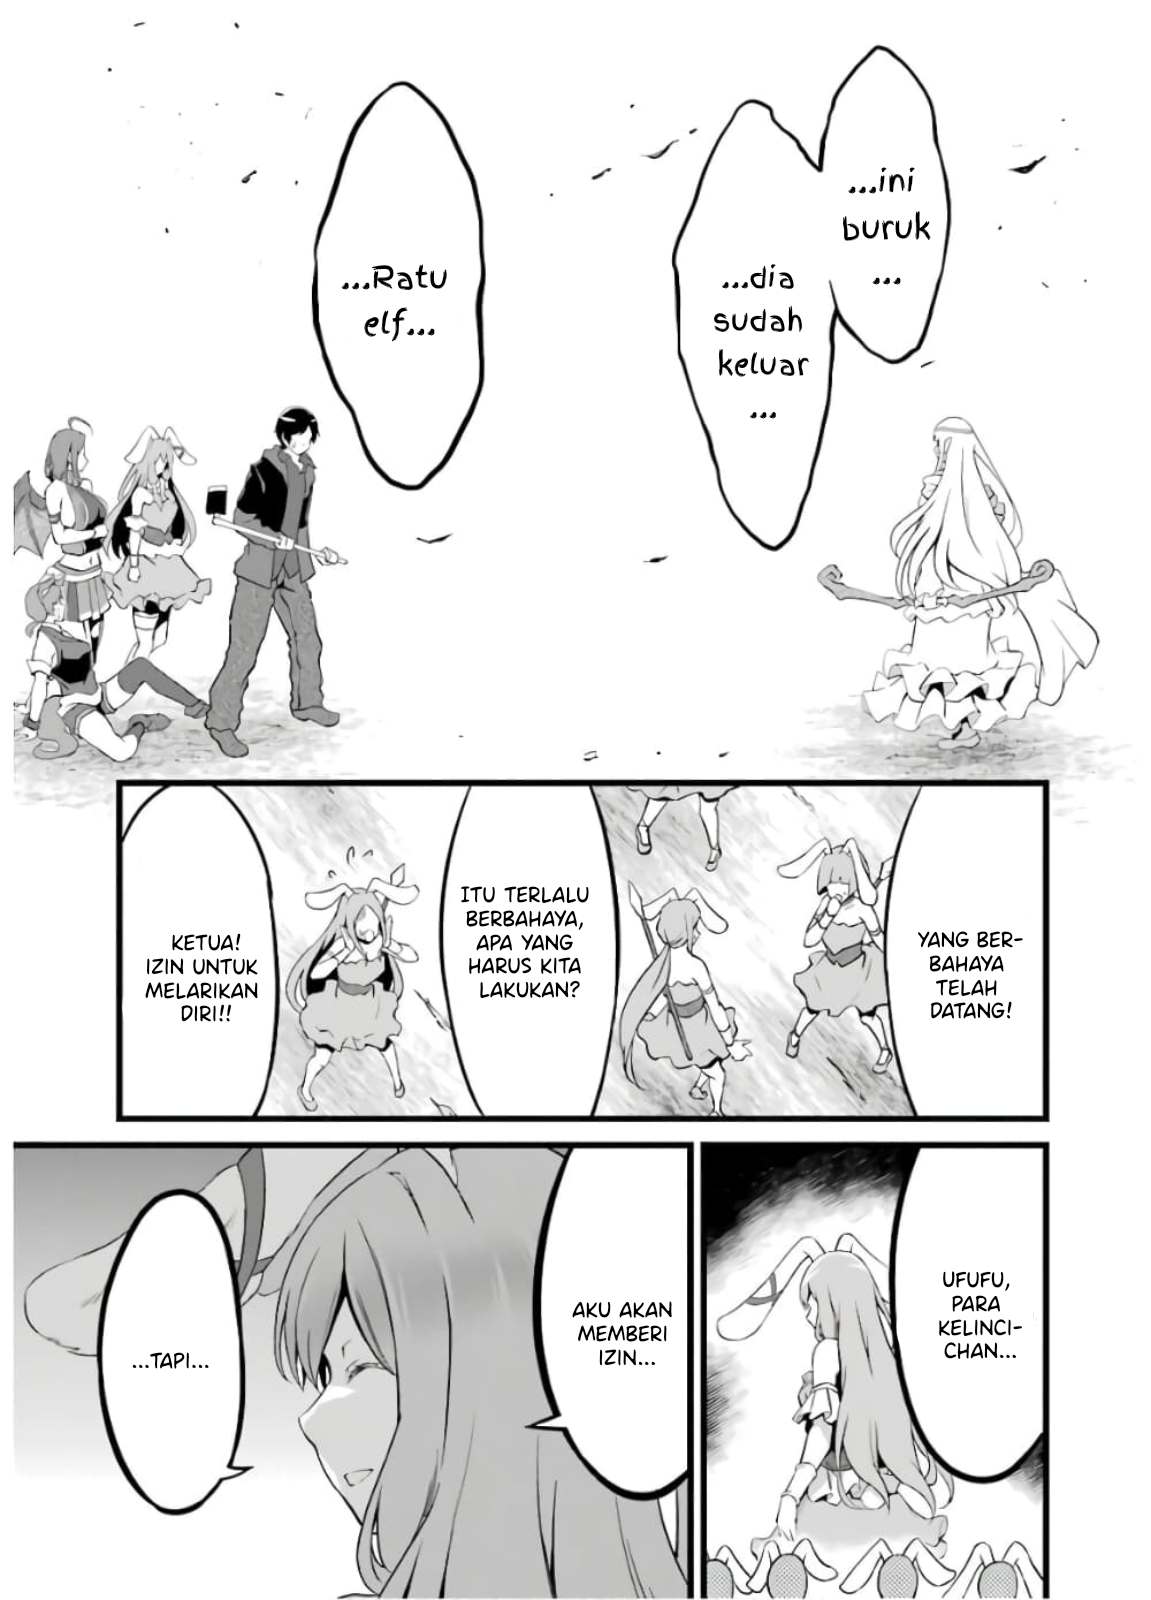 ...ini
buruk
...
...dia
sudah
keluar
...
...Ratu
elf...
YANG BER-
BAHAYA
TELAH
DATANG!
ITU TERLALU
BERBAHAYA,
APA YANG
HARUS KITA
LAKUKAN?
KETUA!
IZIN UNTUK
MELARIKAN
DIRI!!
UFUFU,
PARA
KELINCI-
CHAN...
AKU AKAN
MEMBERI
IZIN...
...TAPI...